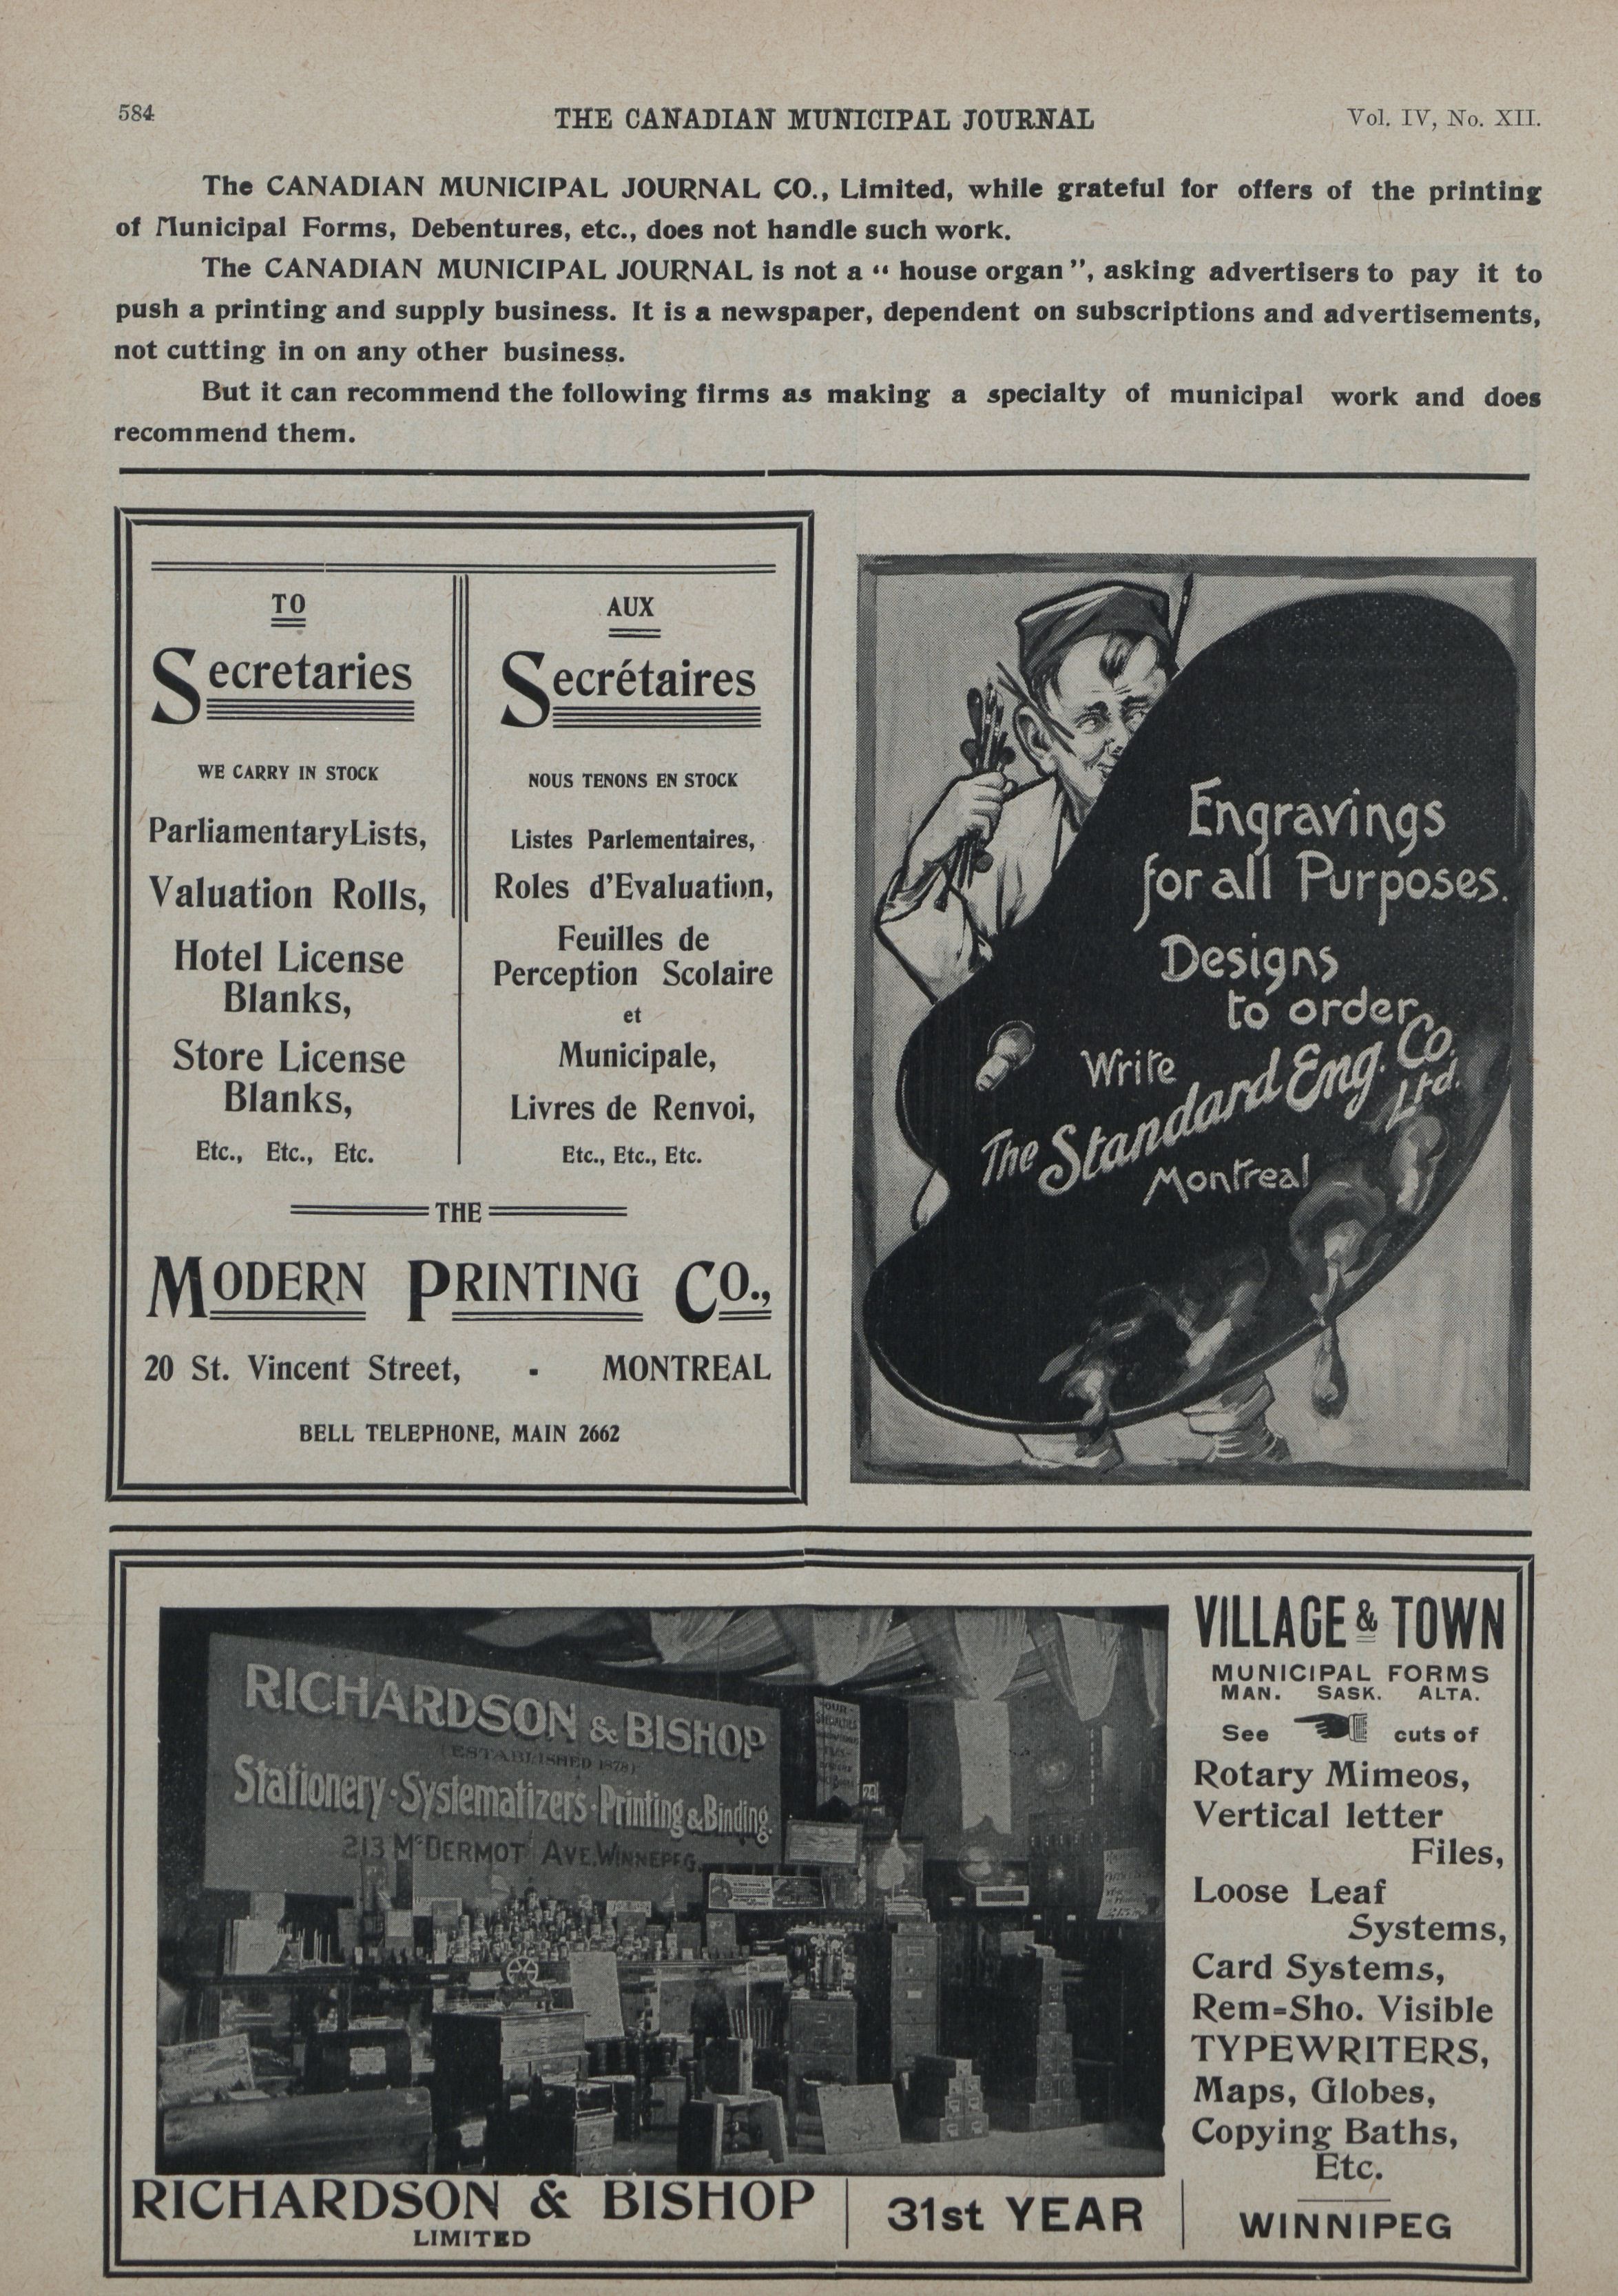 584
THE CANADIAN MUNICIPAL JOURNAL
Vol. IV, No. XII.
The CANADIAN MUNICIPAL JOURNAL CO., Limited, while grateful for offers of the printing
of Municipal Forms, Debentures, etc., does not handle such work.
The CANADIAN MUNICIPAL JOURNAL is not a “ house organ ”, asking advertisers to pay it to
push a printing and supply business. It is a newspaper, dependent on subscriptions and advertisements,
not cutting in on any other business.
But it can recommend the following firms as making a specialty of municipal work and does
recommend them.
TO
Secretaries
WE CARRY IN STOCK
ParliamentaryLists,
Valuation Rolls,
Hotel License
Blanks,
Store License
Blanks,
Etc., Etc., Etc.
AUX
Secrétaires
NOUS TENONS EN STOCK
Listes Parlementaires,
Roles d'Evaluation,
Feuilles de
Perception Scolaire
et
Municipale,
Livres de Renvoi,
Etc., Etc., Etc.
THE
MODERN PRINTING CO.,
20 St. Vincent Street, - MONTREAL
BELL TELEPHONE, MAIN 2662
Engravings
for all Purposes.
Designs
to order
Write
The Standard Eng. Co.
Ltd.
Montreal
RICHARDSON & BISHOP
(ESTABLISHED 1878)
Stationery·Systematizers·Printing & Binding.
213 McDERMOT AVE. WINNEPEG.
OUR
SPECIALTIES
VILLAGE & TOWN
MUNICIPAL FORMS
MAN. SASK. ALTA.
See cuts of
Rotary Mimeos,
Vertical letter
Files,
Loose Leaf
Systems,
Card Systems,
Rem=Sho. Visible
TYPEWRITERS,
Maps, Globes,
Copying Baths,
Etc.
RICHARDSON & BISHOP
LIMITED
31st YEAR
WINNIPEG